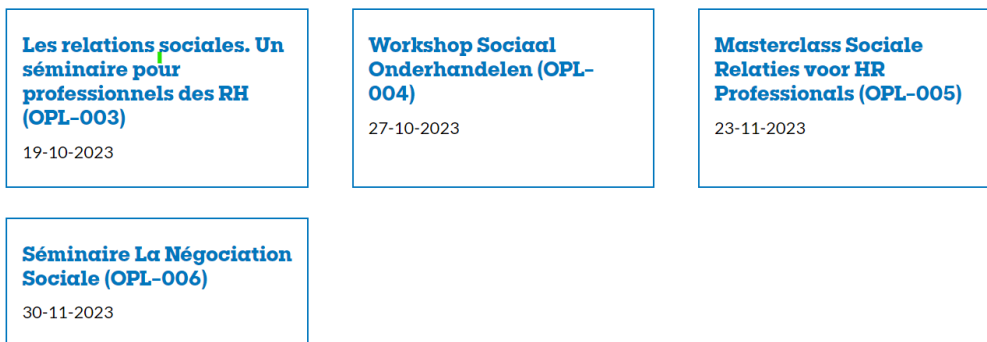 Les relations sociales. Un
séminaire pour
professionnels des RH
(OPL-003)
19-10-2023
Workshop Sociaal
Onderhandelen (OPL-
004)
27-10-2023
Masterclass Sociale
Relaties voor HR
Professionals (OPL-005)
23-11-2023
Séminaire La Négociation
Sociale (OPL-006)
30-11-2023